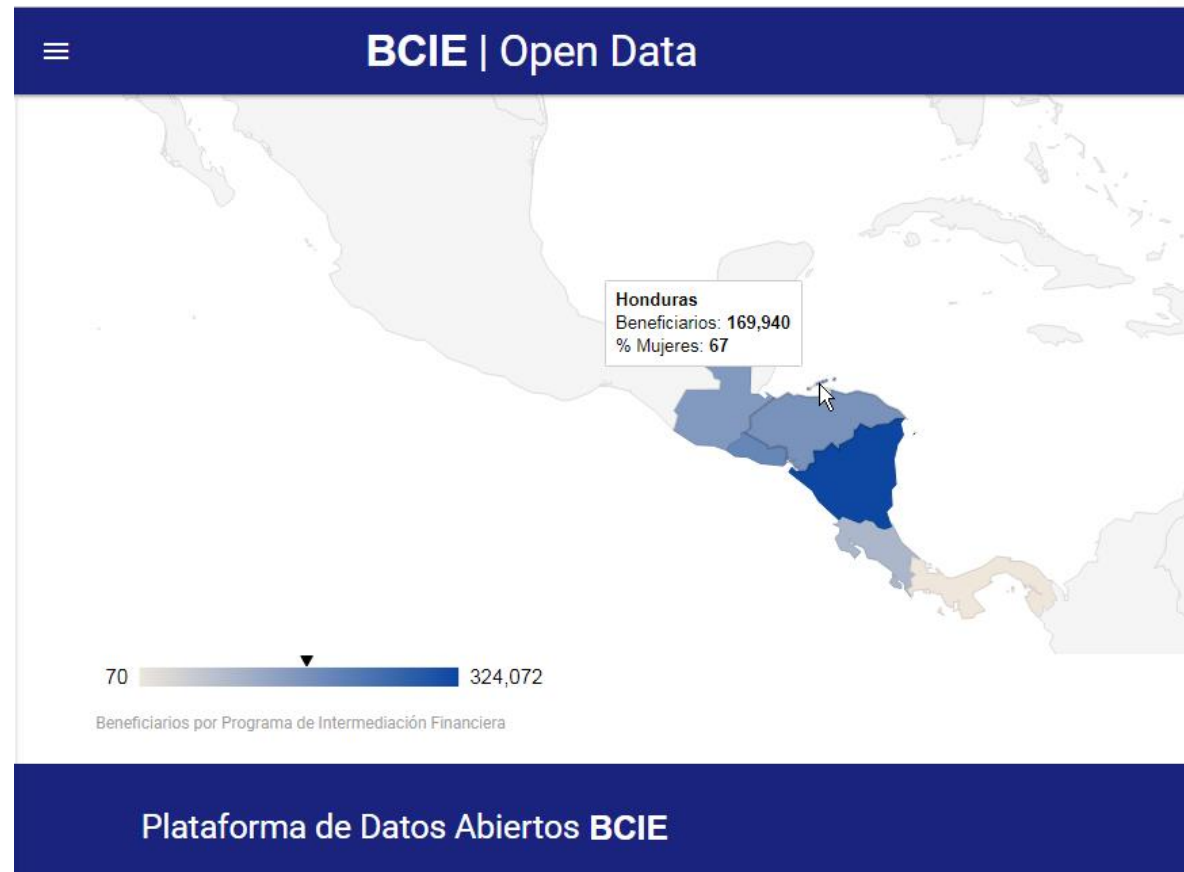 BCIE | Open Data
Honduras
Beneficiarios: 169,940
% Mujeres: 67
70 324,072
Beneficiarios por Programa de Intermediación Financiera
Plataforma de Datos Abiertos BCIE